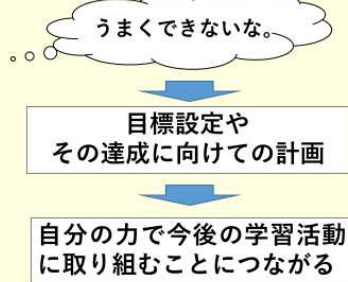 うまくできないな。
目標設定や
その達成に向けての計画
自分の力で今後の学習活動
に取り組むことにつながる